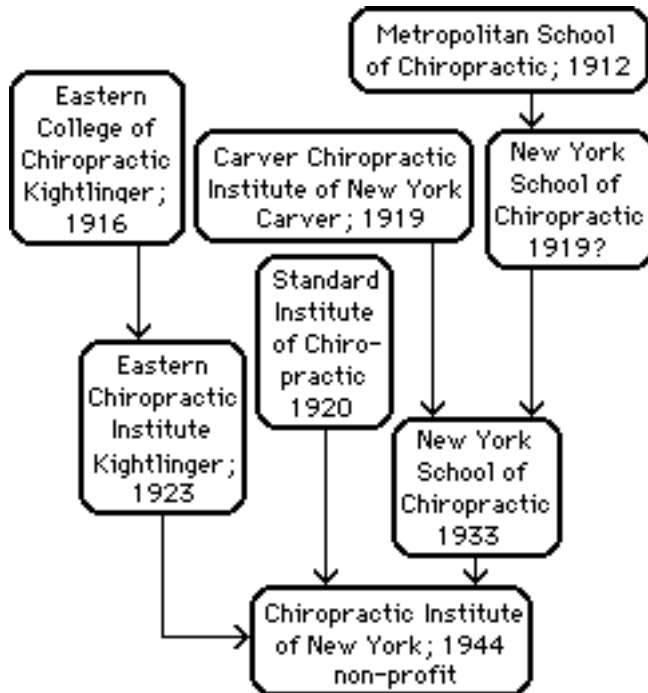 Metropolitan School
of Chiropractic; 1912
Eastern
College of
Chiropractic
Kightlinger;
1916
Carver Chiropractic
Institute of New York
Carver; 1919
New York
School of
Chiropractic
1919?
Standard
Institute
of Chiro-
practic
1920
Eastern
Chiropractic
Institute
Kightlinger;
1923
New York
School of
Chiropractic
1933
Chiropractic Institute
of New York; 1944
non-profit